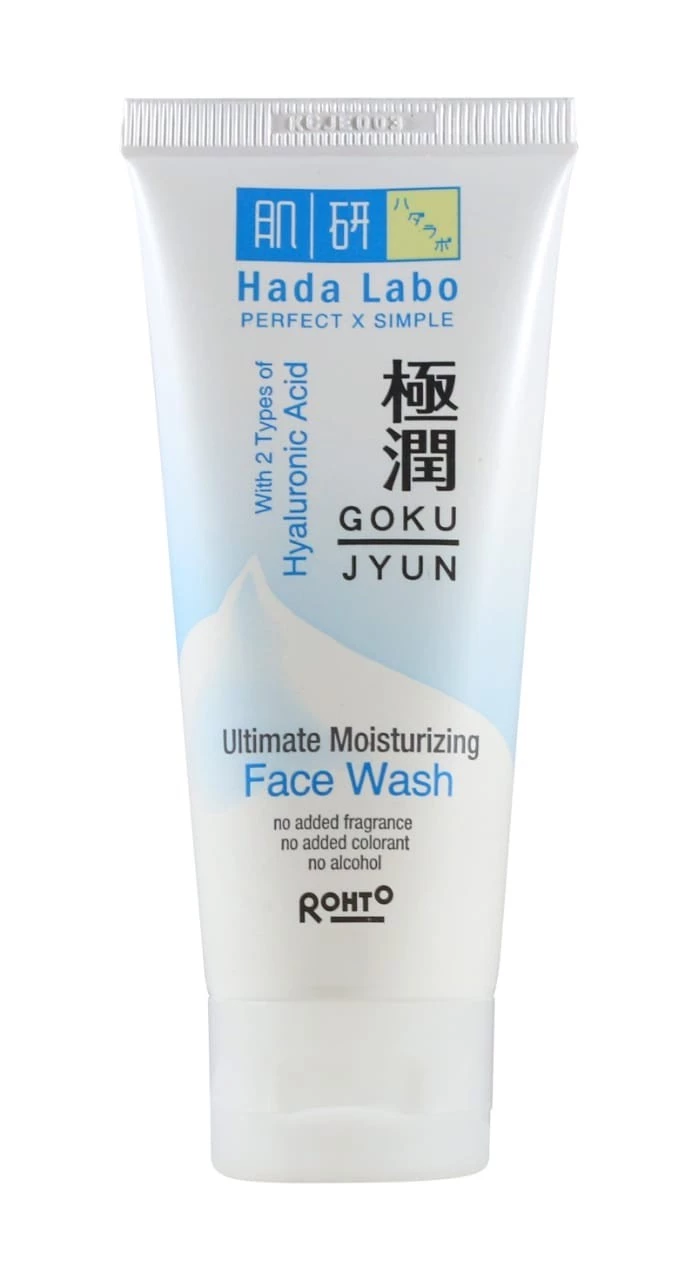 KCJE003
肌研
ハダラボ
Hada Labo
PERFECT X SIMPLE
With 2 Types of
Hyaluronic Acid
極潤
GOKU
JYUN
Ultimate Moisturizing
Face Wash
no added fragrance
no added colorant
no alcohol
ROHTO